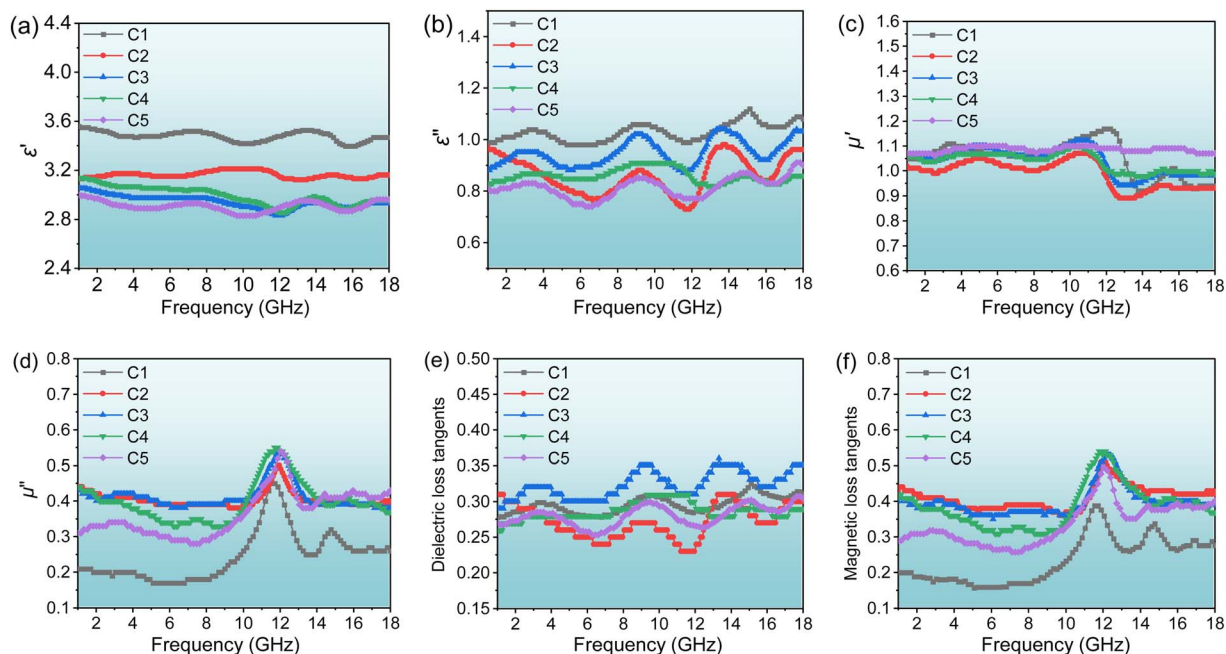 (a)
C1
C2
C3
C4
C5
4.4
4.0
3.6
3.2
2.8
2.4
ε'
2 4 6 8 10 12 14 16 18
Frequency (GHz)
(b)
C1
C2
C3
C4
C5
1.4
1.2
1.0
0.8
0.6
ε"
2 4 6 8 10 12 14 16 18
Frequency (GHz)
(c)
C1
C2
C3
C4
C5
1.6
1.5
1.4
1.3
1.2
1.1
1.0
0.9
0.8
0.7
0.6
μ'
2 4 6 8 10 12 14 16 18
Frequency (GHz)
(d)
C1
C2
C3
C4
C5
0.8
0.7
0.6
0.5
0.4
0.3
0.2
0.1
μ"
2 4 6 8 10 12 14 16 18
Frequency (GHz)
(e)
C1
C2
C3
C4
C5
0.50
0.45
0.40
0.35
0.30
0.25
0.20
0.15
Dielectric loss tangents
2 4 6 8 10 12 14 16 18
Frequency (GHz)
(f)
C1
C2
C3
C4
C5
0.8
0.7
0.6
0.5
0.4
0.3
0.2
0.1
Magnetic loss tangents
2 4 6 8 10 12 14 16 18
Frequency (GHz)